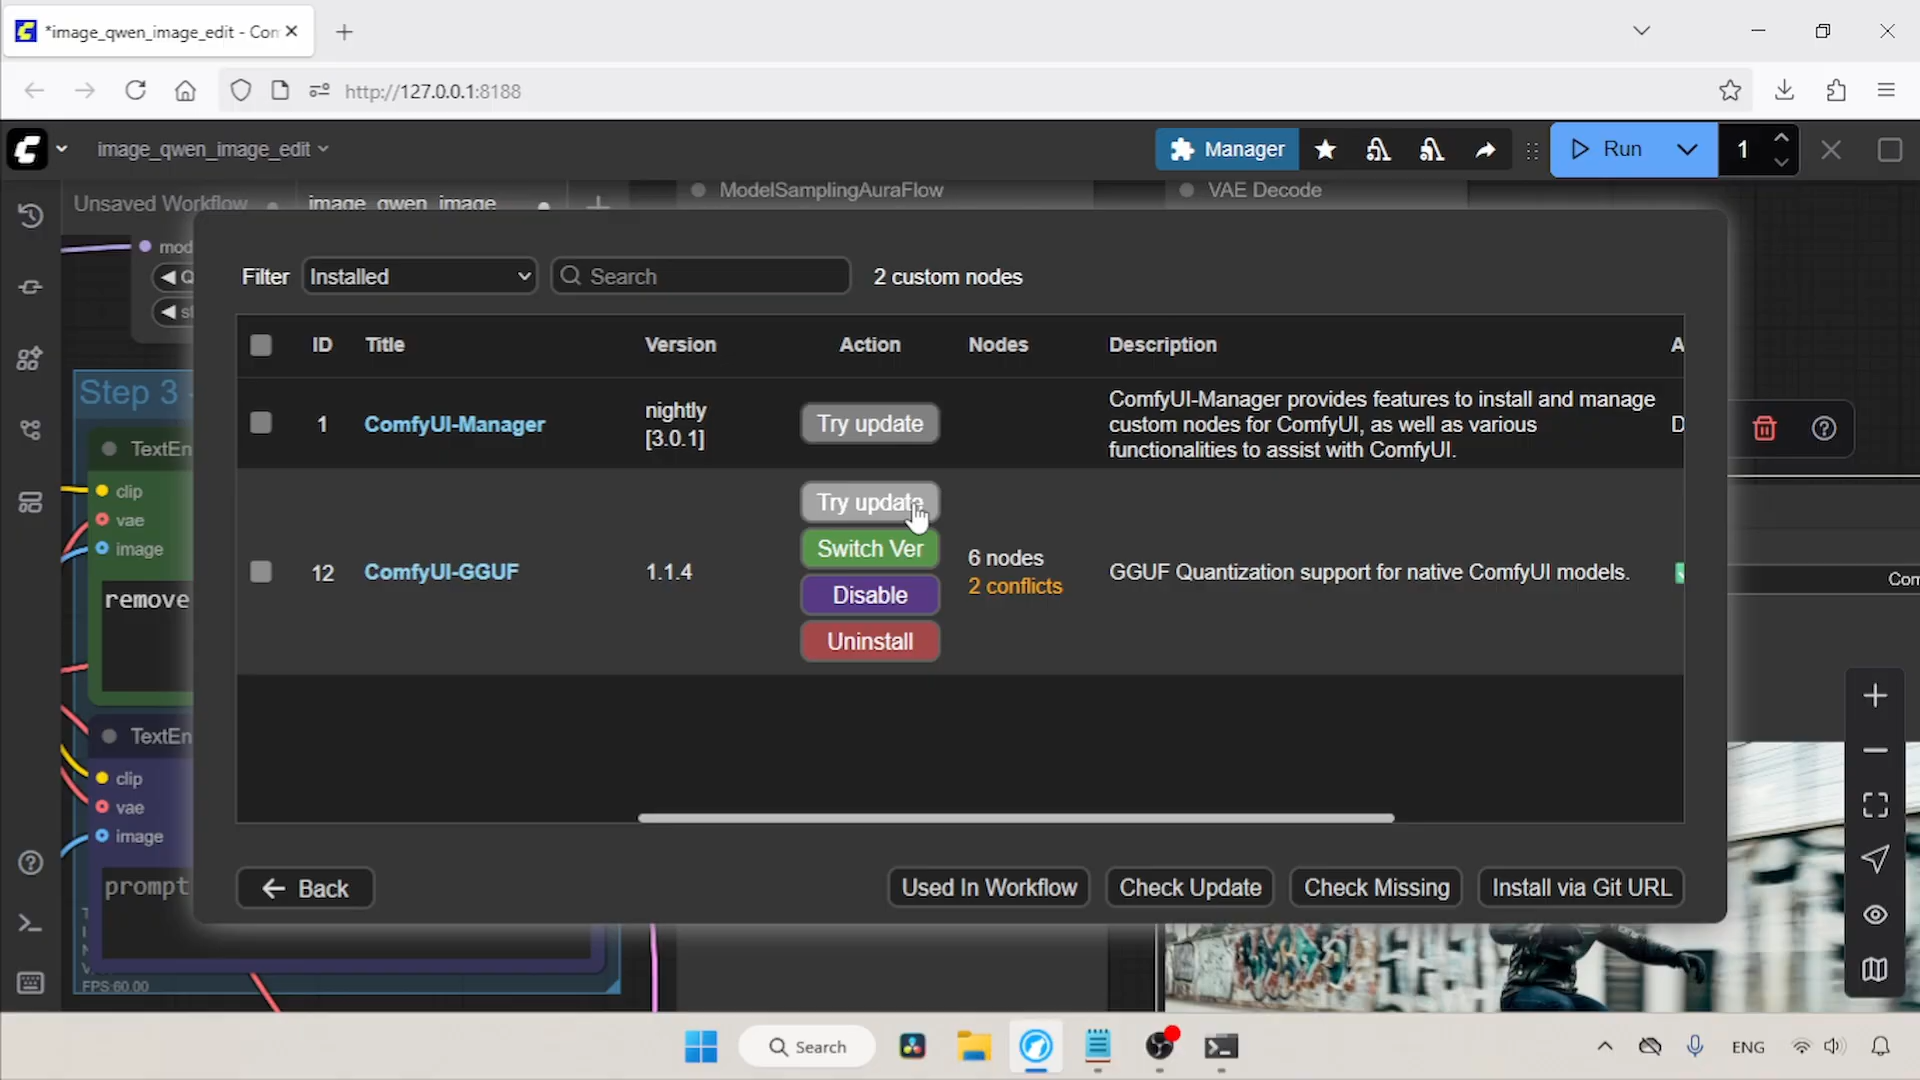 *image_qwen_image_edit - Com
http://127.0.0.1:8188
image_qwen_image_edit
Manager
Run
1
Unsaved Workflow
image_qwen_image
ModelSamplingAuraFlow
VAE Decode
mod
Filter
Installed
Search
2 custom nodes
ID
Title
Version
Action
Nodes
Description
A
1
ComfyUI-Manager
nightly
[3.0.1]
Try update
ComfyUI-Manager provides features to install and manage
custom nodes for ComfyUI, as well as various
functionalities to assist with ComfyUI.
D
12
ComfyUI-GGUF
1.1.4
Try update
Switch Ver
Disable
Uninstall
6 nodes
2 conflicts
GGUF Quantization support for native ComfyUI models.
Step 3 -
TextEn
clip
vae
image
remove
TextEn
clip
vae
image
prompt
FPS:60.00
Com
Back
Used In Workflow
Check Update
Check Missing
Install via Git URL
Search
ENG